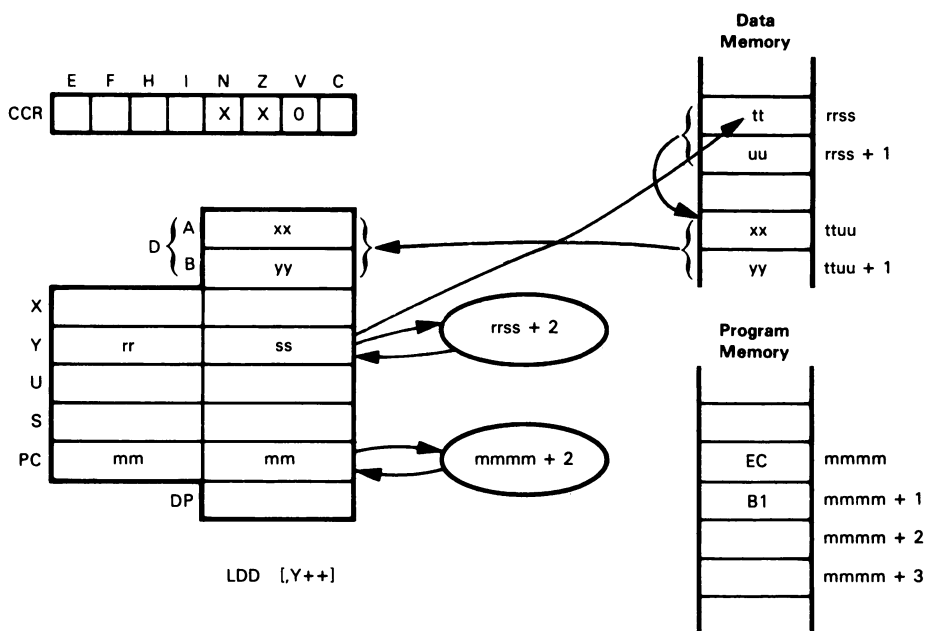 E F H I N Z V C
CCR X X 0
Data
Memory
tt rrss
uu rrss + 1
xx ttuu
yy ttuu + 1
D
A xx
B yy
X
Y rr ss
rrss + 2
U
S
PC mm mm
mmmm + 2
DP
LDD [,Y++]
Program
Memory
EC mmmm
B1 mmmm + 1
mmmm + 2
mmmm + 3